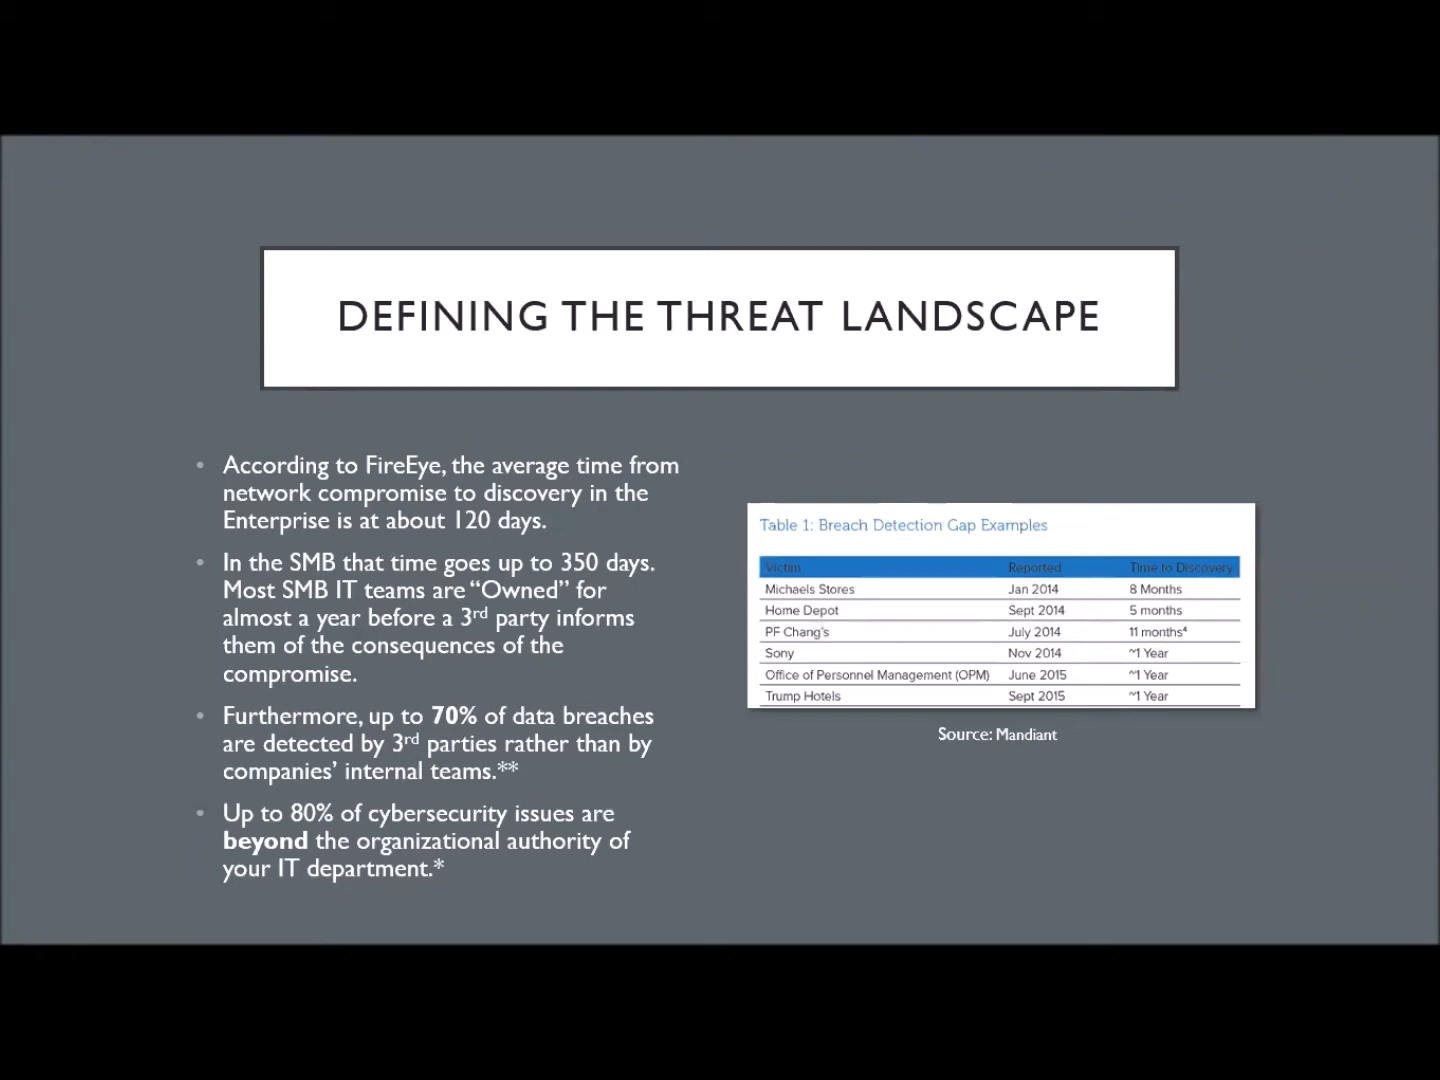 DEFINING THE THREAT LANDSCAPE
• According to FireEye, the average time from
network compromise to discovery in the
Enterprise is at about 120 days.
• In the SMB that time goes up to 350 days.
Most SMB IT teams are “Owned” for
almost a year before a 3rd party informs
them of the consequences of the
compromise.
• Furthermore, up to 70% of data breaches
are detected by 3rd parties rather than by
companies’ internal teams.**
• Up to 80% of cybersecurity issues are
beyond the organizational authority of
your IT department.*
Table 1: Breach Detection Gap Examples
Victim Reported Time to Discovery
Michaels Stores Jan 2014 8 Months
Home Depot Sept 2014 5 months
PF Chang's July 2014 11 months⁴
Sony Nov 2014 ~1 Year
Office of Personnel Management (OPM) June 2015 ~1 Year
Trump Hotels Sept 2015 ~1 Year
Source: Mandiant